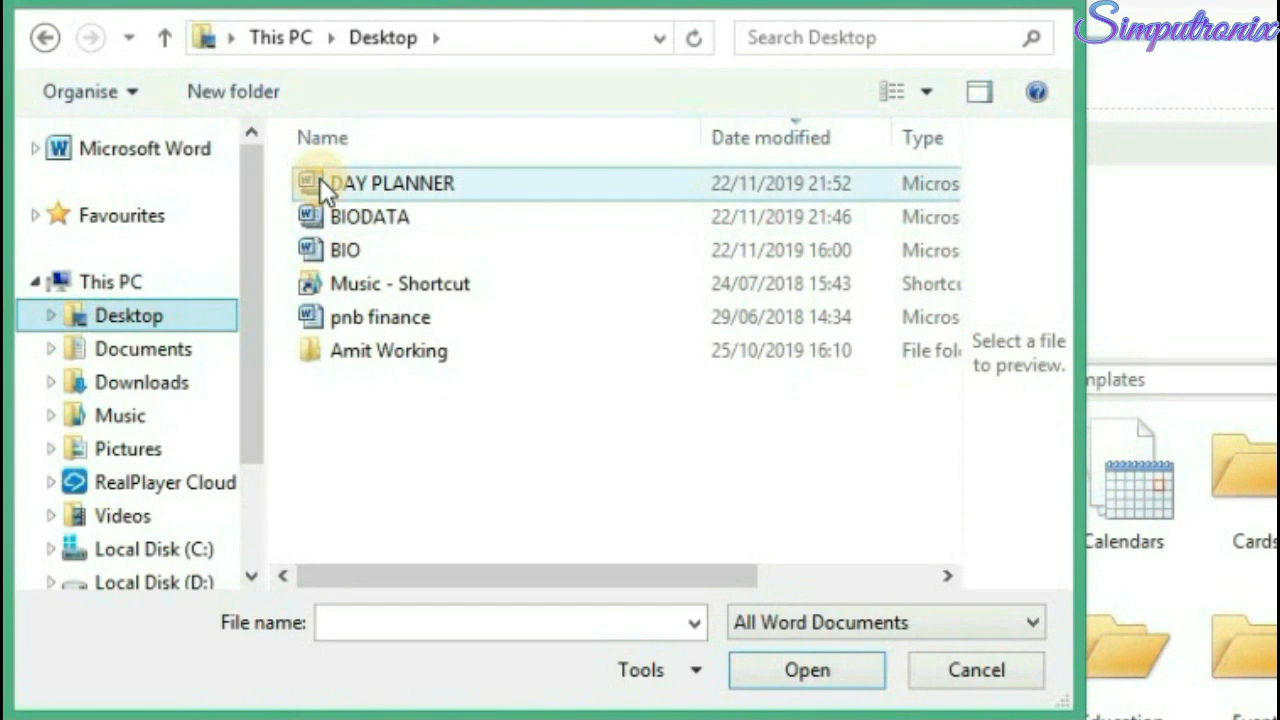 Simputronix
This PC Desktop
Search Desktop
Organise New folder
Name Date modified Type
Microsoft Word
Favourites
This PC
Desktop
Documents
Downloads
Music
Pictures
RealPlayer Cloud
Videos
Local Disk (C:)
Local Disk (D:)
DAY PLANNER 22/11/2019 21:52 Micros
BIODATA 22/11/2019 21:46 Micros
BIO 22/11/2019 16:00 Micros
Music - Shortcut 24/07/2018 15:43 Shortcu
pnb finance 29/06/2018 14:34 Micros
Amit Working 25/10/2019 16:10 File fol
Select a file
to preview.
File name: All Word Documents
Tools Open Cancel
mplates
Calendars Cards